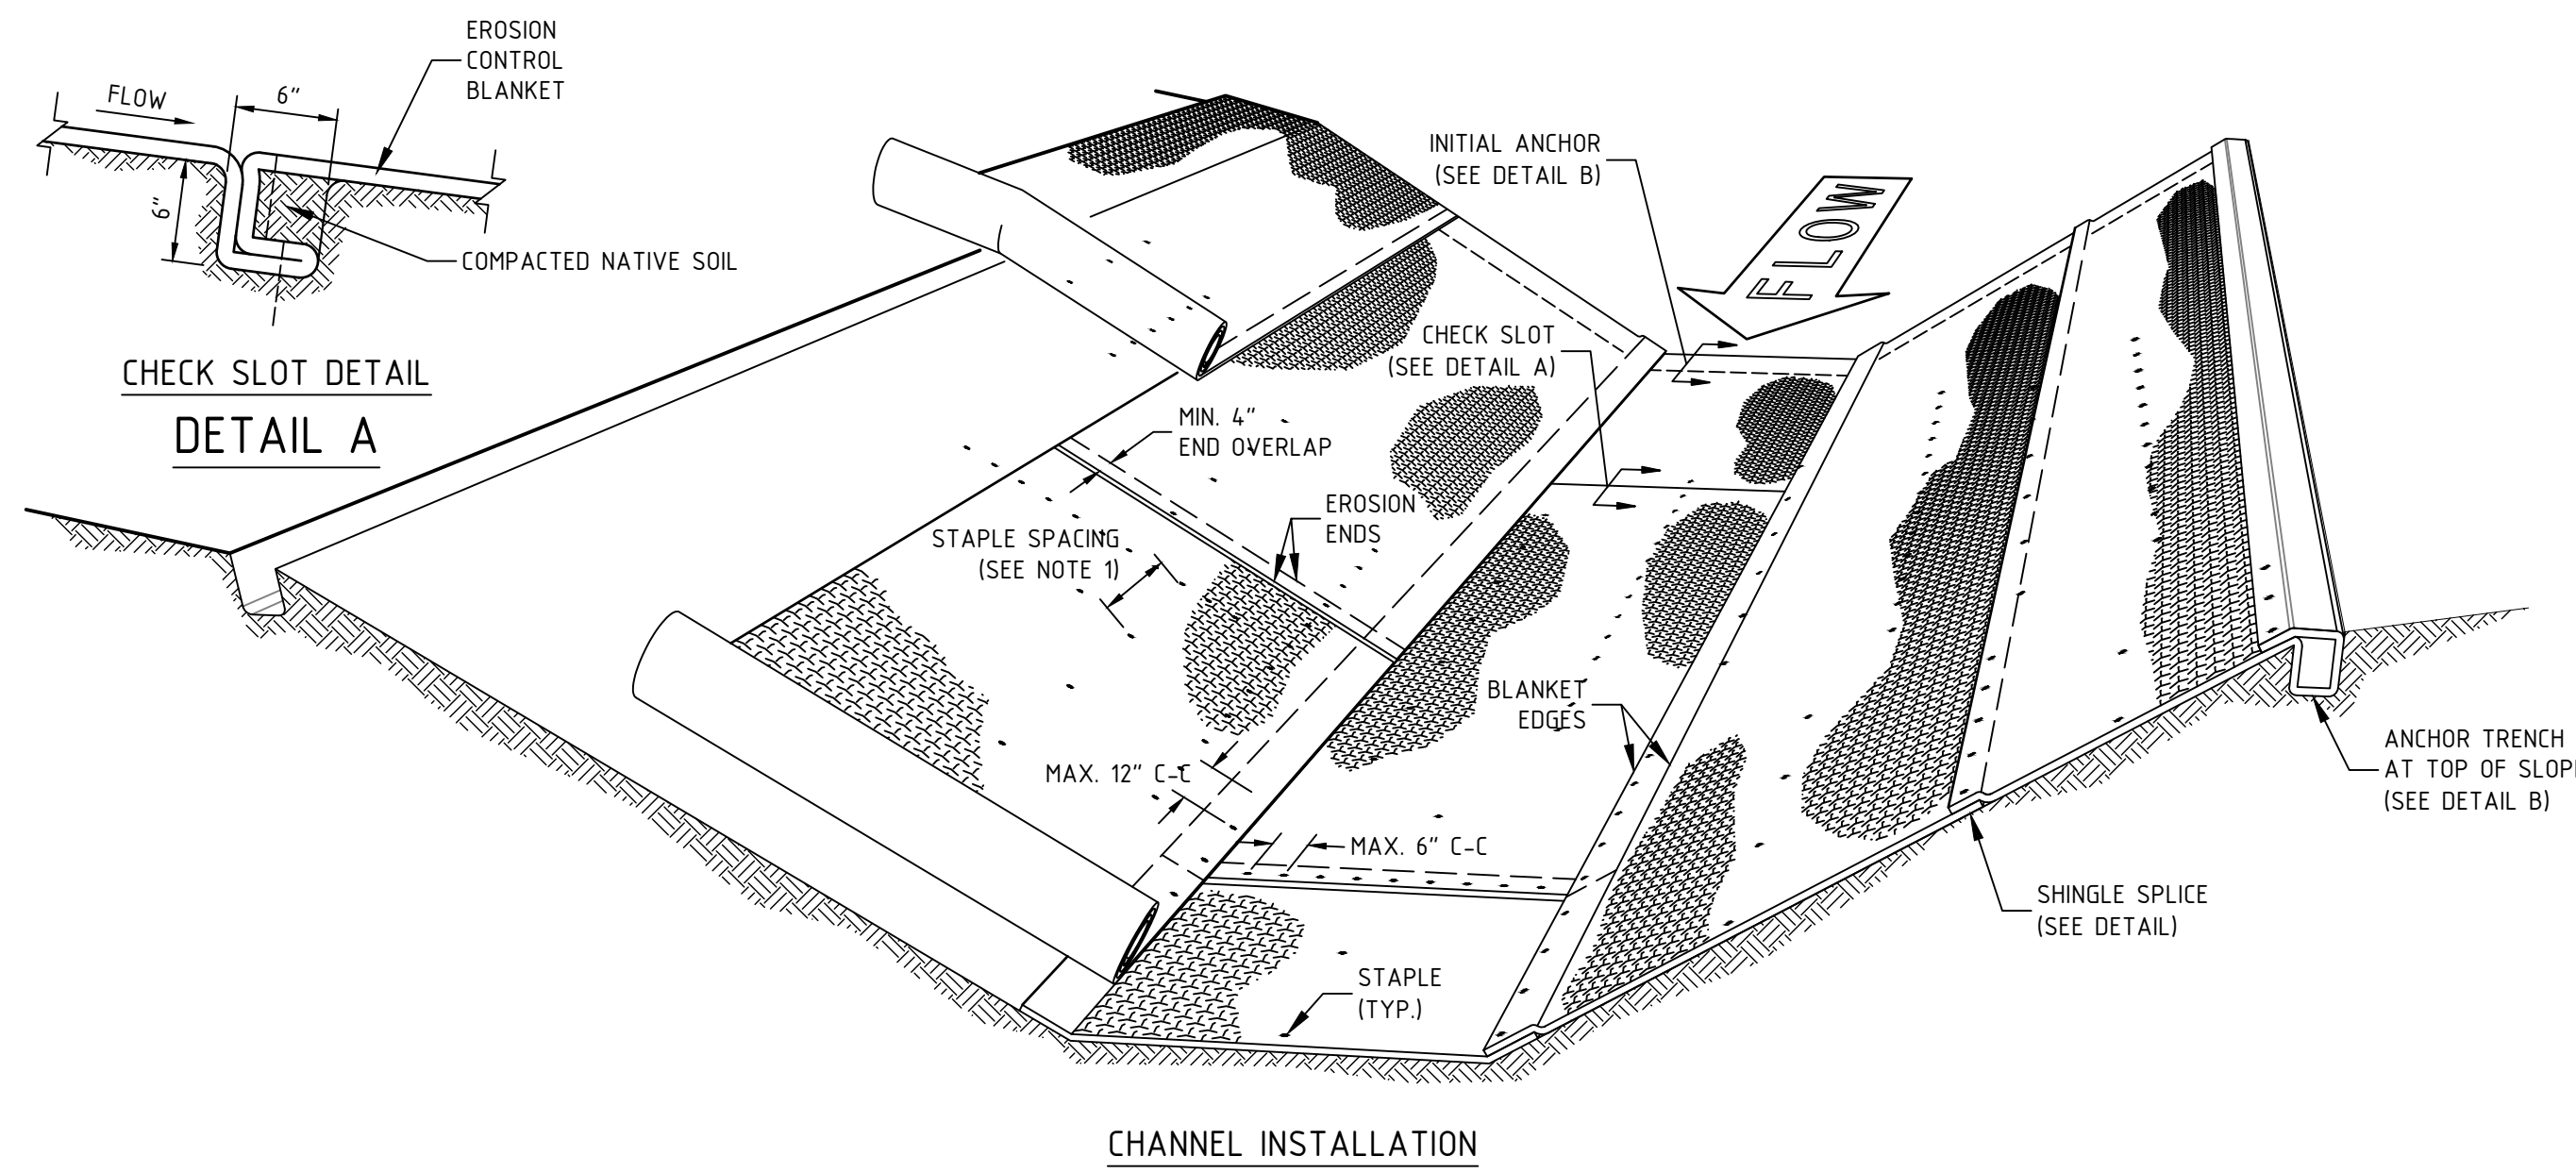 EROSION
CONTROL
BLANKET
FLOW
6"
6"
COMPACTED NATIVE SOIL
CHECK SLOT DETAIL
DETAIL A
INITIAL ANCHOR
(SEE DETAIL B)
FLOW
CHECK SLOT
(SEE DETAIL A)
MIN. 4"
END OVERLAP
EROSION
ENDS
STAPLE SPACING
(SEE NOTE 1)
BLANKET
EDGES
MAX. 12" C-C
MAX. 6" C-C
STAPLE
(TYP.)
ANCHOR TRENCH
AT TOP OF SLOP
(SEE DETAIL B)
SHINGLE SPLICE
(SEE DETAIL)
CHANNEL INSTALLATION